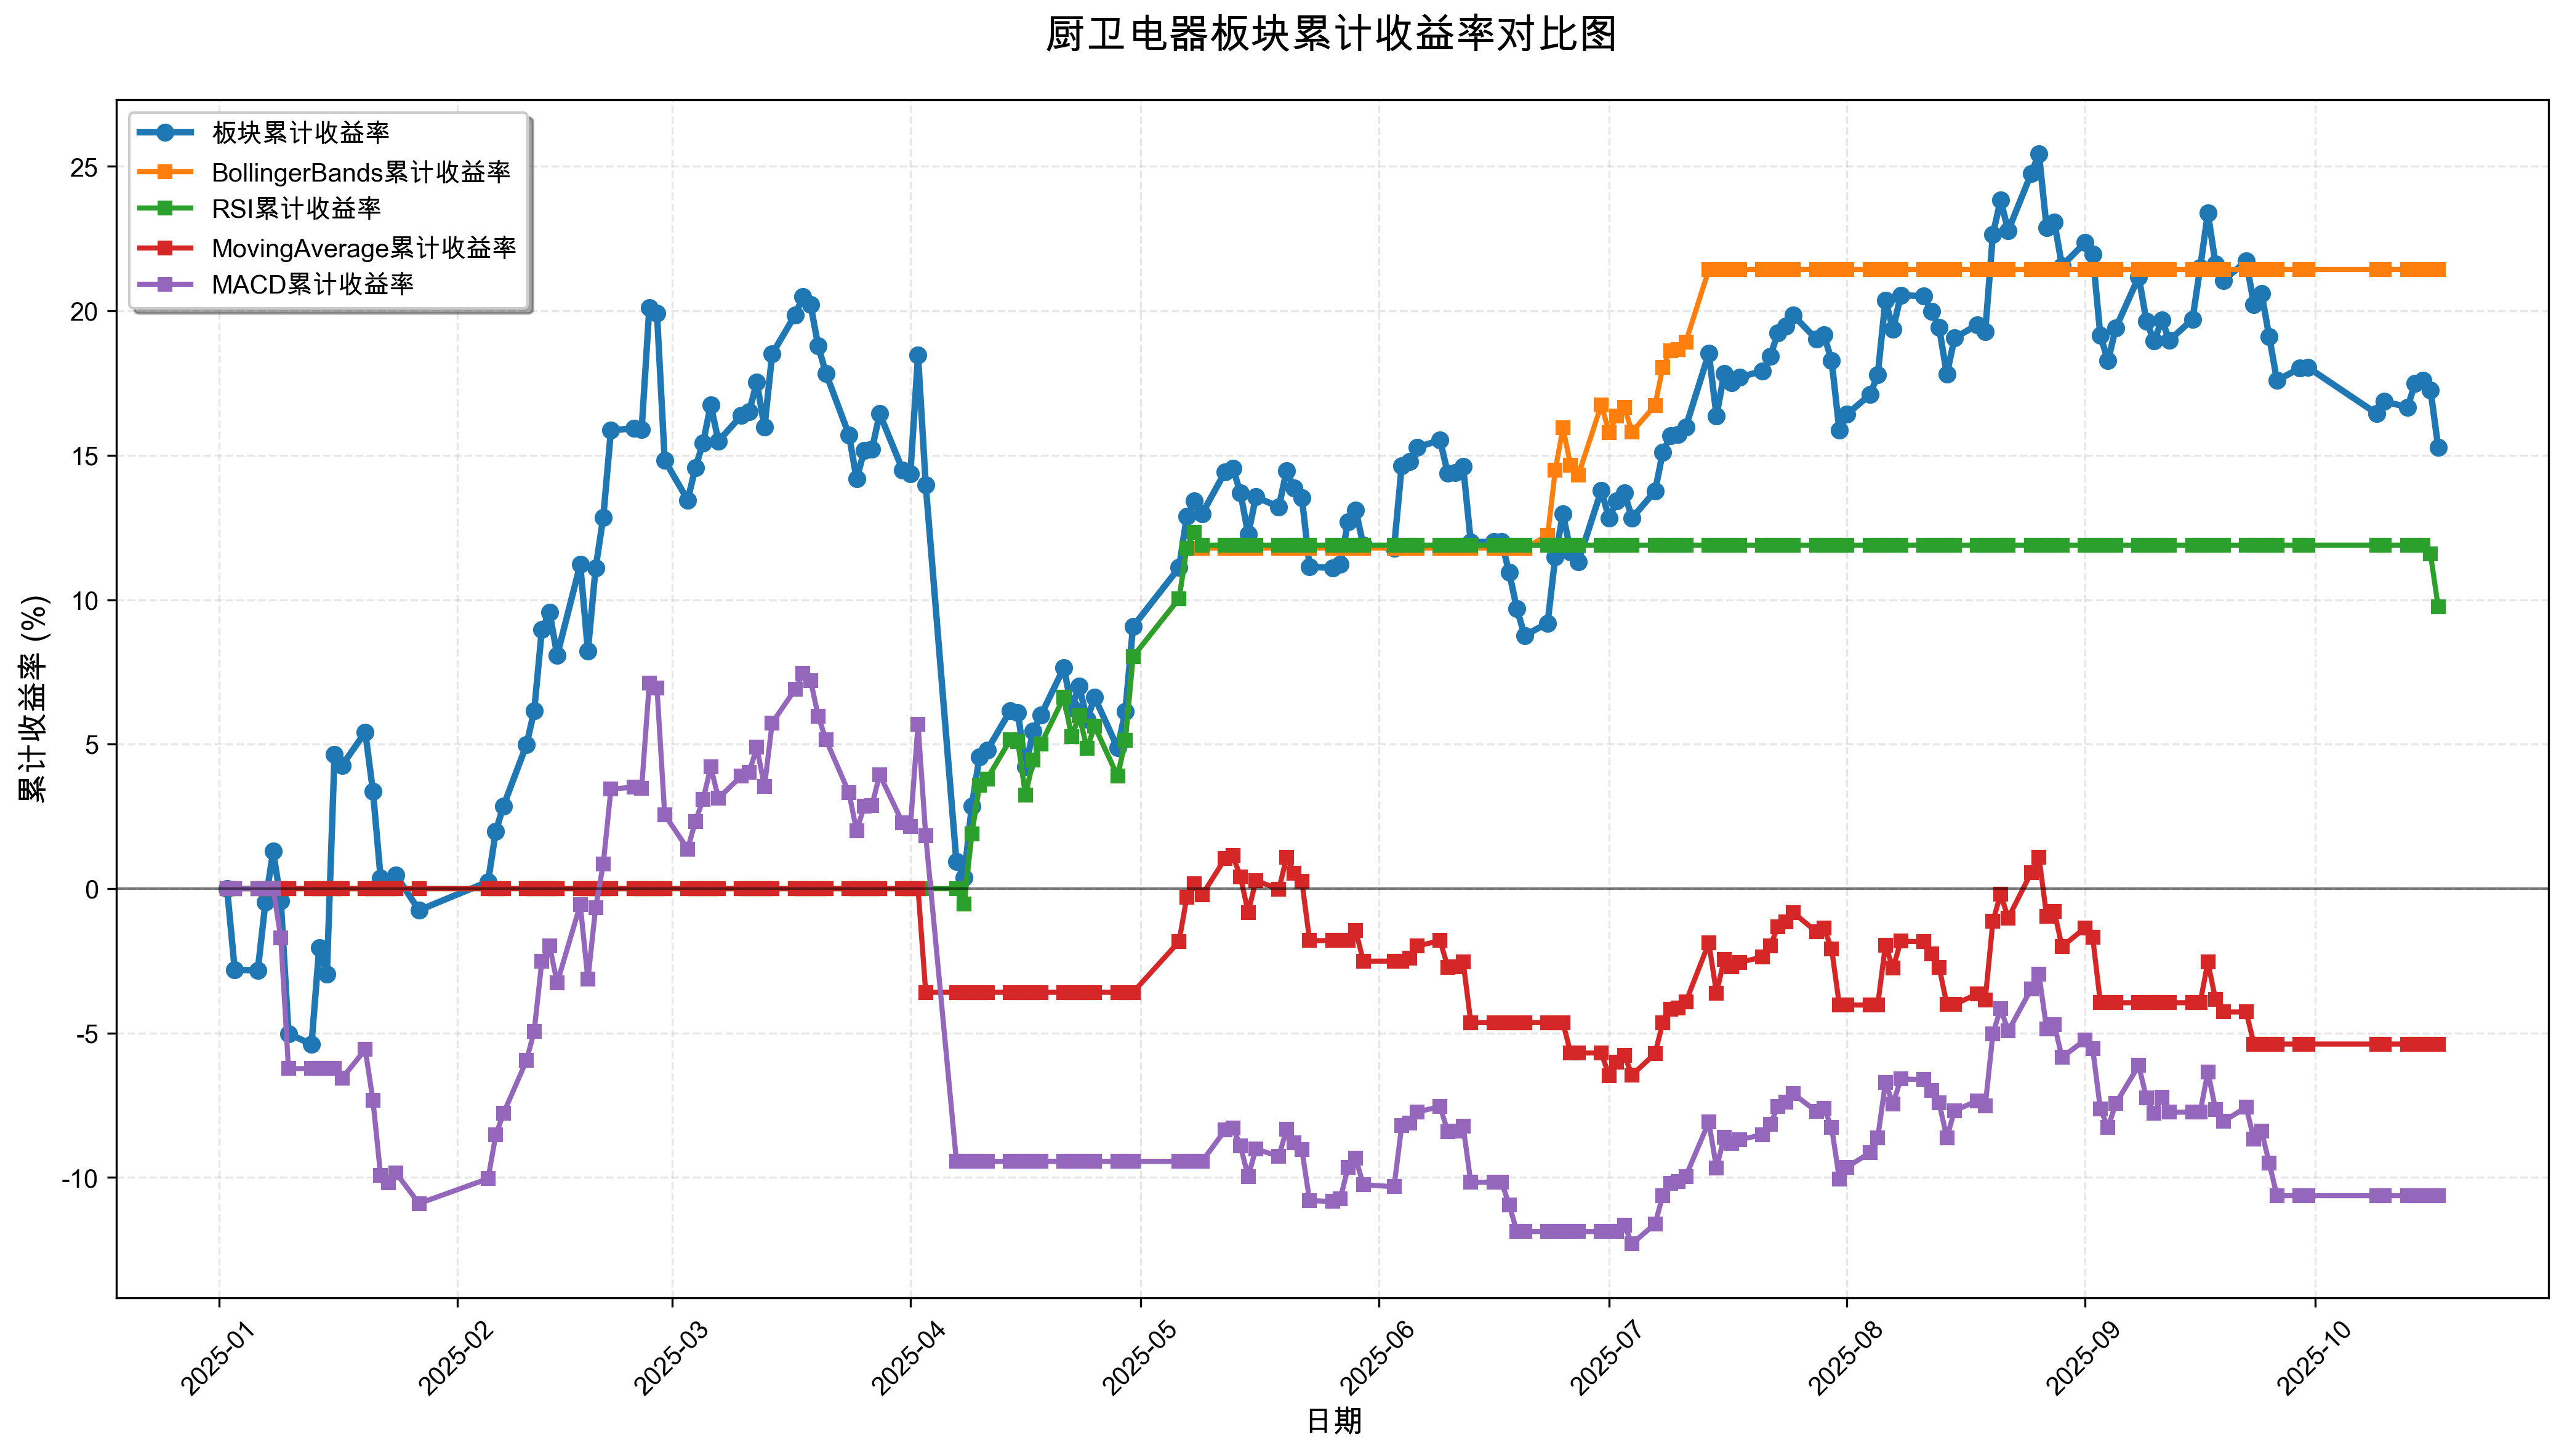 厨卫电器板块累计收益率对比图
板块累计收益率
BollingerBands累计收益率
RSI累计收益率
MovingAverage累计收益率
MACD累计收益率
累计收益率 (%)
25
20
15
10
5
0
-5
-10
2025-01
2025-02
2025-03
2025-04
2025-05
2025-06
2025-07
2025-08
2025-09
2025-10
日期